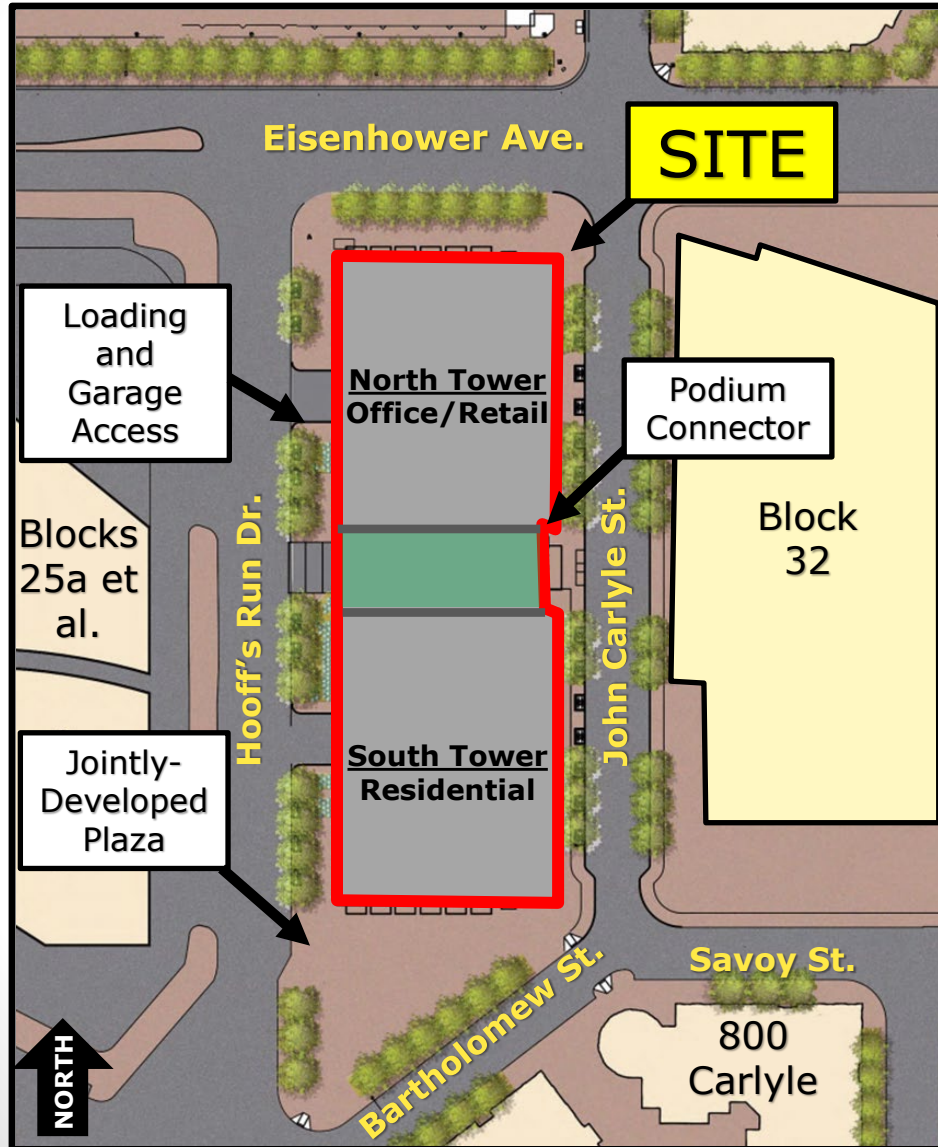 Eisenhower Ave.
SITE
Loading
and
Garage
Access
North Tower
Office/Retail
Podium
Connector
Blocks
25a et
al.
Hooff's Run Dr.
John Carlyle St.
Block
32
Jointly-
Developed
Plaza
South Tower
Residential
Bartholomew St.
Savoy St.
800
Carlyle
NORTH